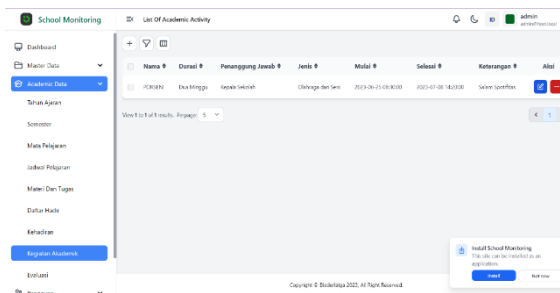 School Monitoring
List Of Academic Activity
ID
admin
Dashboard
Master Data
Academic Data
Tahun Ajaran
Semester
Mata Pelajaran
Jadwal Pelajaran
Materi Dan Tugas
Daftar Hadir
Kehadiran
Kegiatan Akademik
Evaluasi
Nama
Durasi
Penanggung Jawab
Jenis
Mulai
Selesai
Keterangan
Aksi
PORSENI
Dua Minggu
Kepala Sekolah
Olahraga dan Seni
Salam Sportifitas
View 1 to 1 of 1 results. Perpage 5
1
Install School Monitoring
This site can be installed as an
application.
Install
Not now
2023, All Right Reserved.